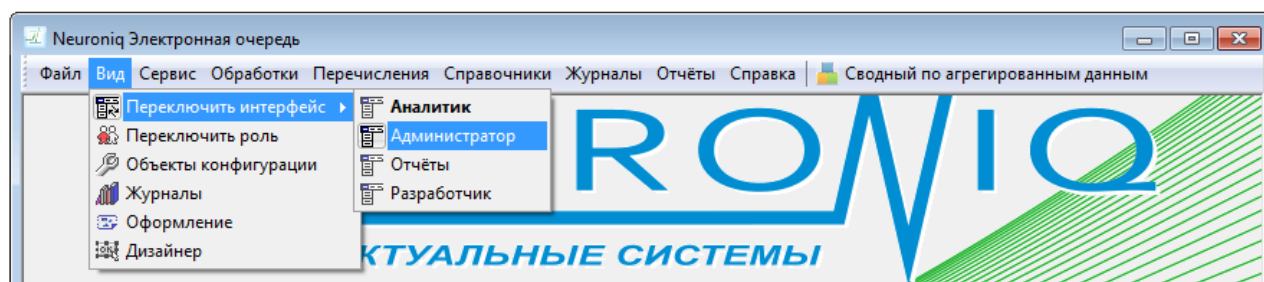 Neuroniq Электронная очередь
Файл Вид Сервис Обработки Перечисления Справочники Журналы Отчёты Справка Сводный по агрегированным данным
Переключить интерфейс
Переключить роль
Объекты конфигурации
Журналы
Оформление
Дизайнер
Аналитик
Администратор
Отчёты
Разработчик
RONIQ
КТУАЛЬНЫЕ СИСТЕМЫ